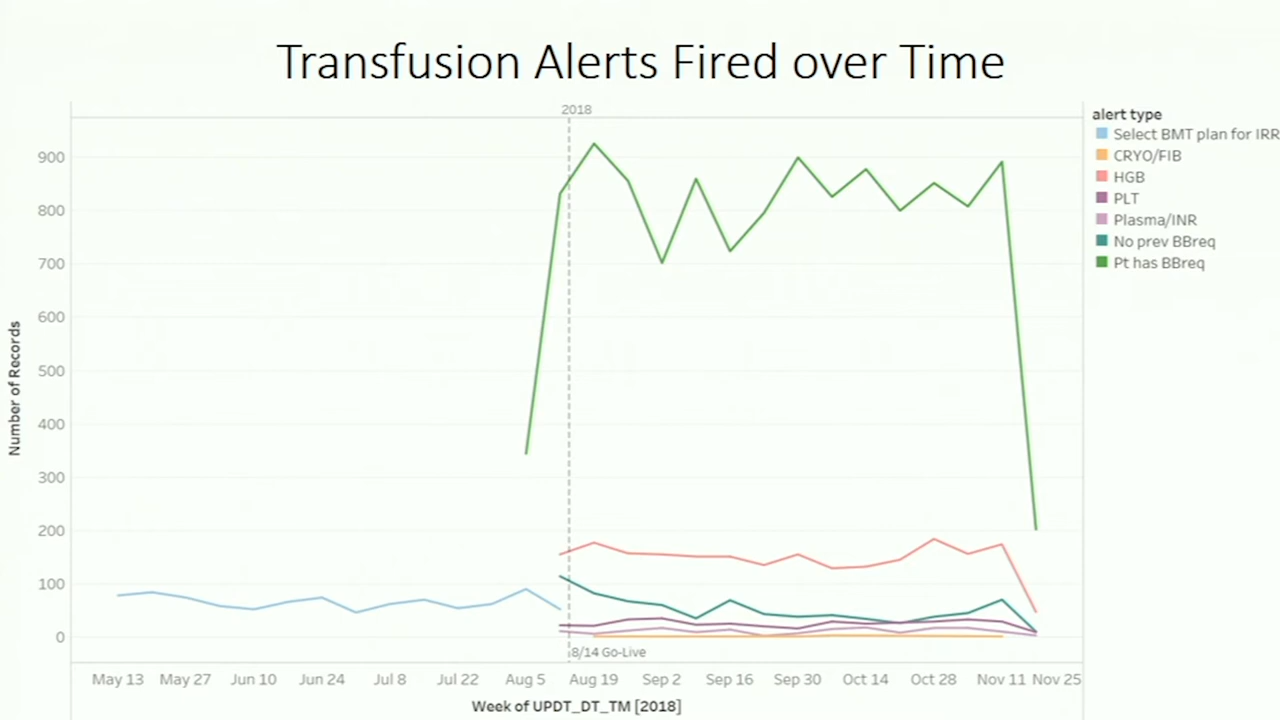 Transfusion Alerts Fired over Time
2018
alert type
Select BMT plan for IRR
CRYO/FIB
HGB
PLT
Plasma/INR
No prev BBreq
Pt has BBreq
900
800
700
600
500
400
300
200
100
0
Number of Records
8/14 Go-Live
May 13 May 27 Jun 10 Jun 24 Jul 8 Jul 22 Aug 5 Aug 19 Sep 2 Sep 16 Sep 30 Oct 14 Oct 28 Nov 11 Nov 25
Week of UPDT_DT_TM [2018]